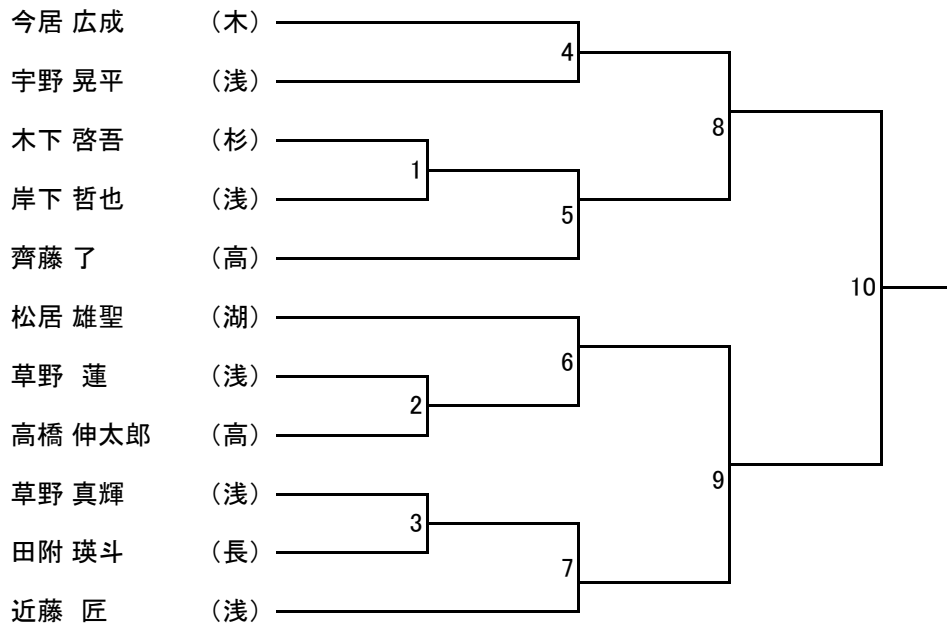 今居 広成 （木）
4
宇野 晃平 （浅）
8
木下 啓吾 （杉）
1
岸下 哲也 （浅）
5
齊藤 了 （高）
10
松居 雄聖 （湖）
6
草野 蓮 （浅）
2
高橋 伸太郎 （高）
9
草野 真輝 （浅）
3
田附 瑛斗 （長）
7
近藤 匠 （浅）